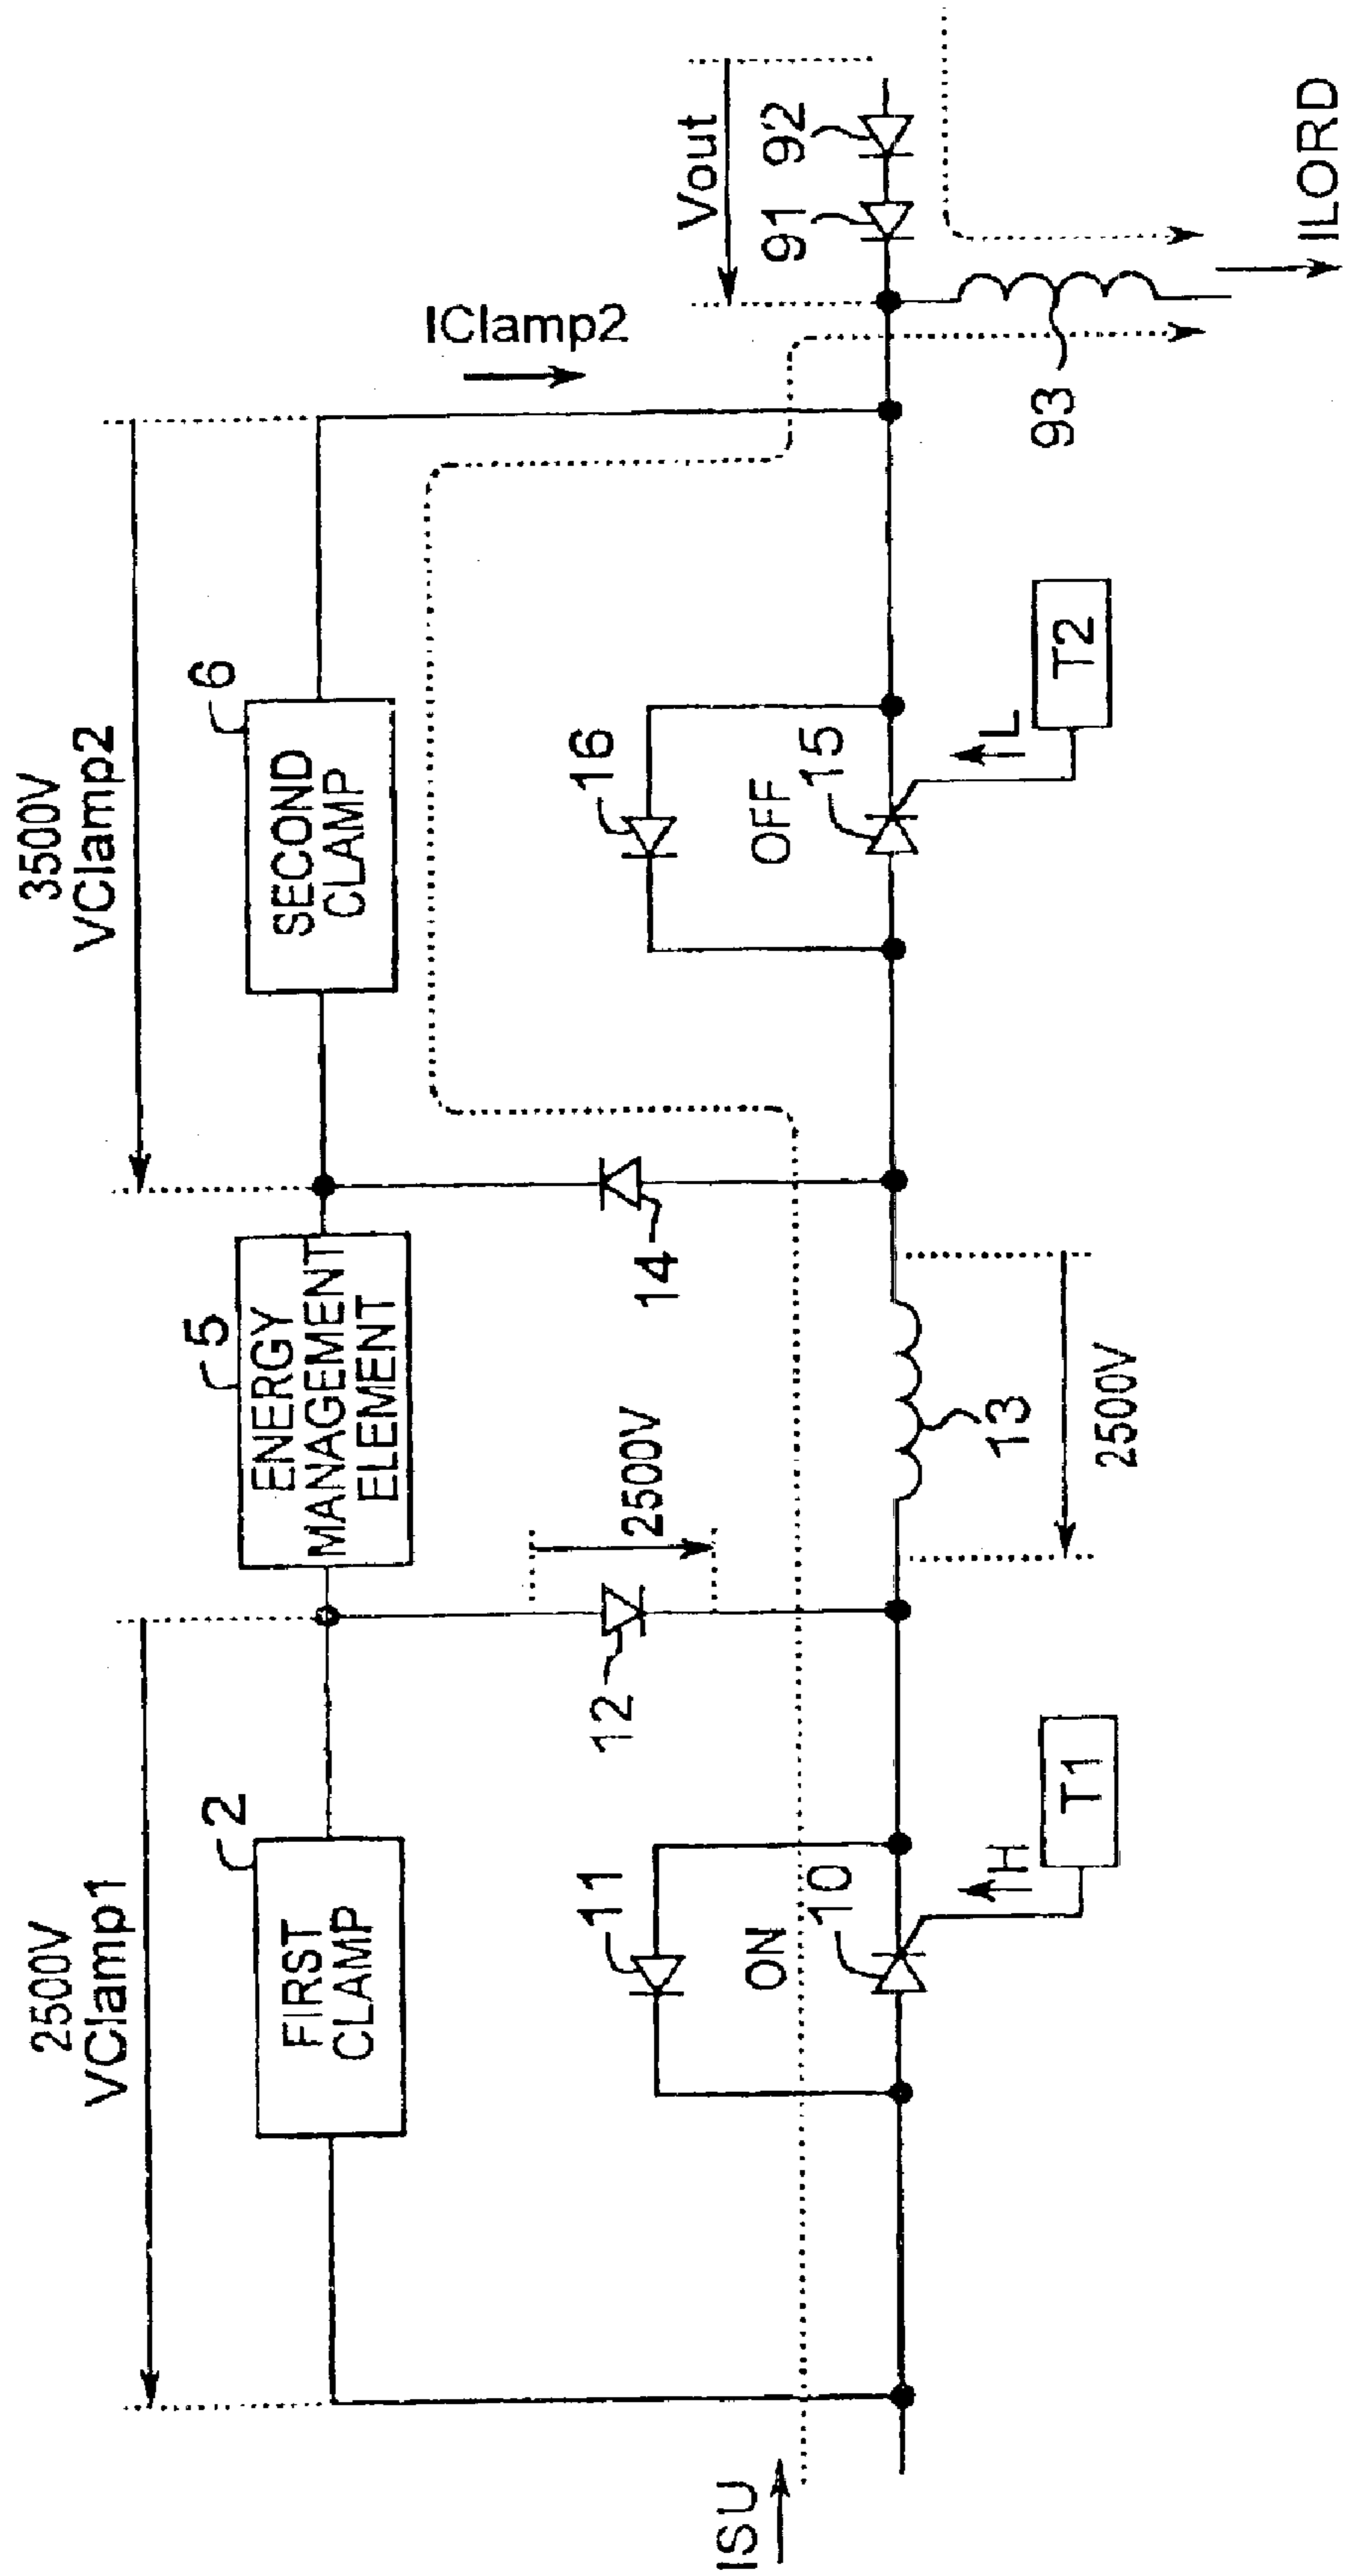 2500V
VClamp1
3500V
VClamp2
2
FIRST
CLAMP
5
ENERGY
MANAGEMENT
ELEMENT
6
SECOND
CLAMP
IClamp2
Vout
11
ON
10
H
T1
12
2500V
13
2500V
14
16
OFF
15
L
T2
91
92
93
ISU
ILORD